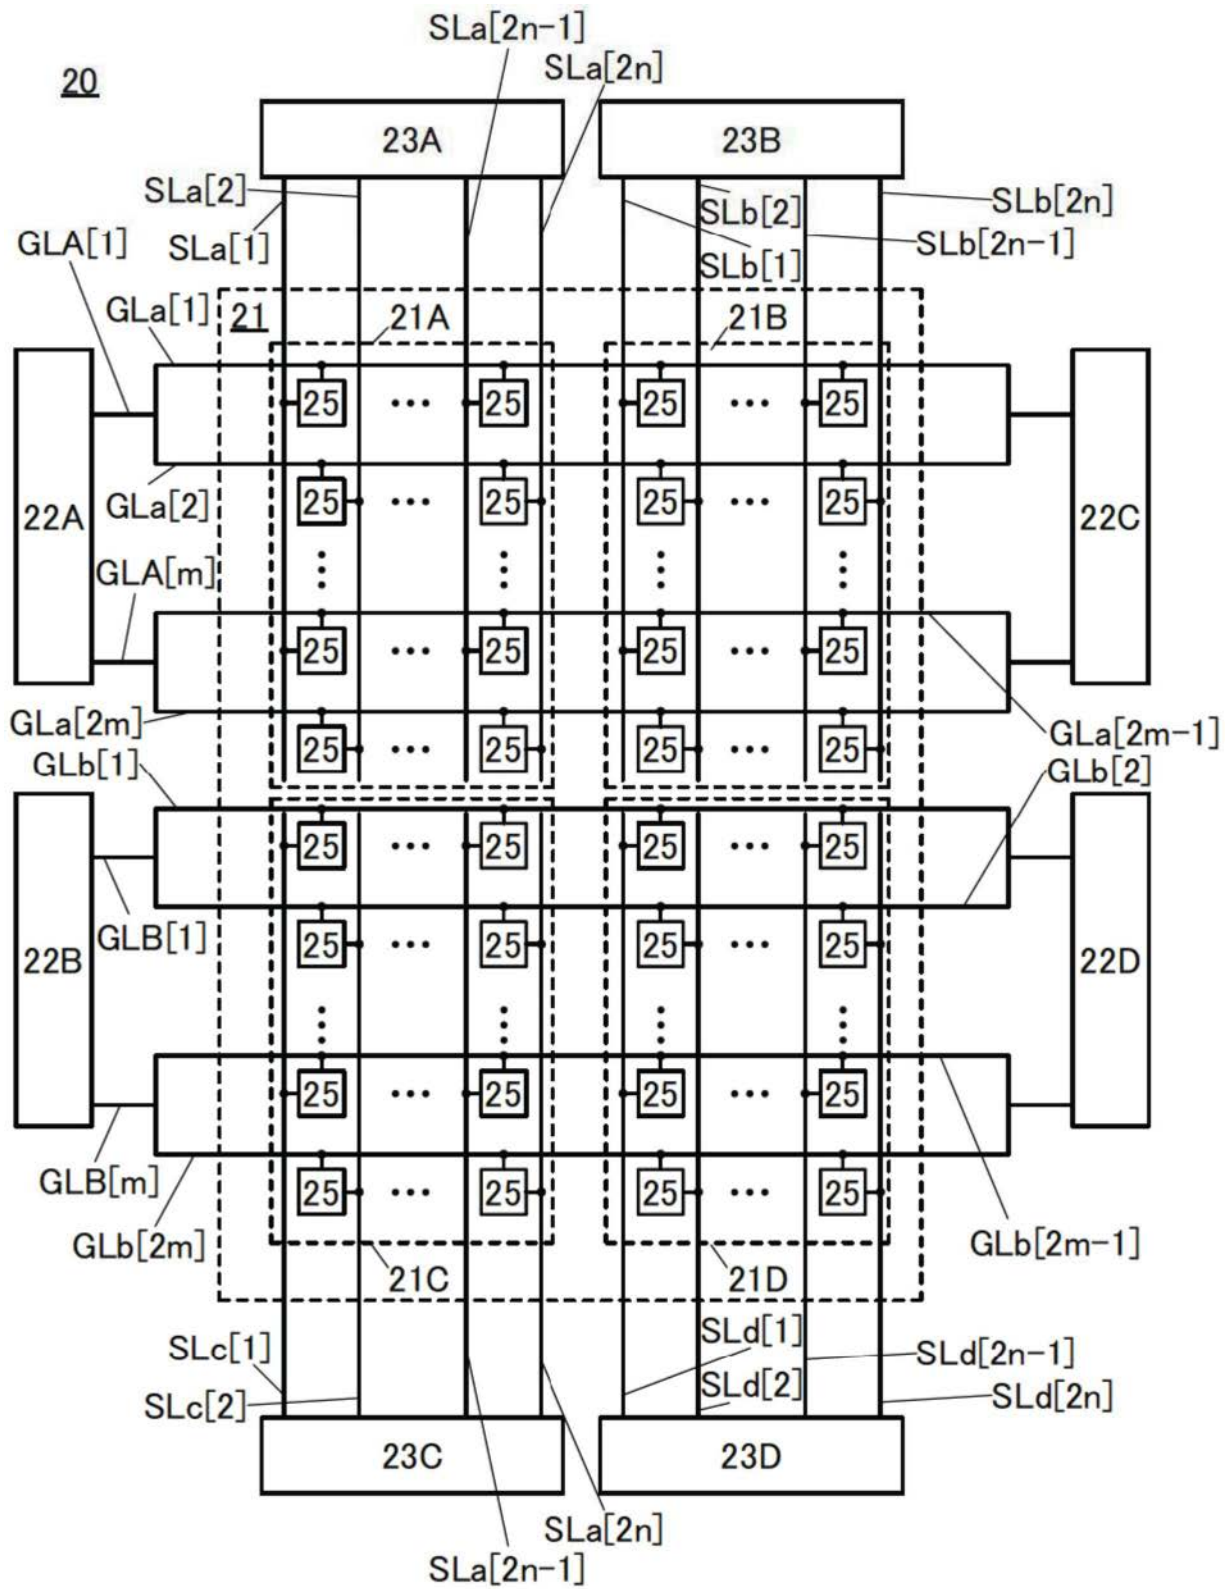 SLa[2n-1]
20
SLa[2n]
23A 23B
SLa[2] SLb[2] SLb[2n]
GLA[1] SLa[1] SLb[1] SLb[2n-1]
GLa[1] 21 21A 21B
25 ... 25 25 ... 25
GLa[2] 25 ... 25 25 ... 25
22A 22C
GLA[m]
25 ... 25 25 ... 25
GLa[2m] 25 ... 25 25 ... 25 GLa[2m-1]
GLb[1] GLb[2]
25 ... 25 25 ... 25
GLB[1] 25 ... 25 25 ... 25
22B 22D
25 ... 25 25 ... 25
GLB[m] 25 ... 25 25 ... 25
GLb[2m] GLb[2m-1]
21C 21D
SLc[1] SLd[1] SLd[2n-1]
SLc[2] SLd[2] SLd[2n]
23C 23D
SLa[2n]
SLa[2n-1]